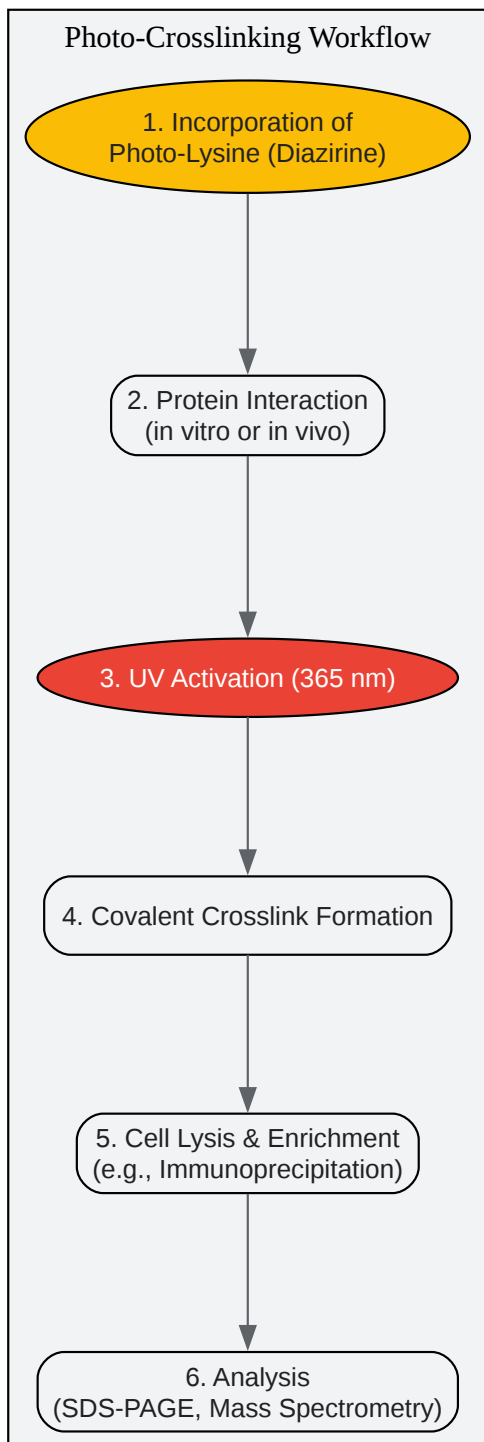 Photo-Crosslinking Workflow
1. Incorporation of
Photo-Lysine (Diazirine)
2. Protein Interaction
(in vitro or in vivo)
3. UV Activation (365 nm)
4. Covalent Crosslink Formation
5. Cell Lysis & Enrichment
(e.g., Immunoprecipitation)
6. Analysis
(SDS-PAGE, Mass Spectrometry)